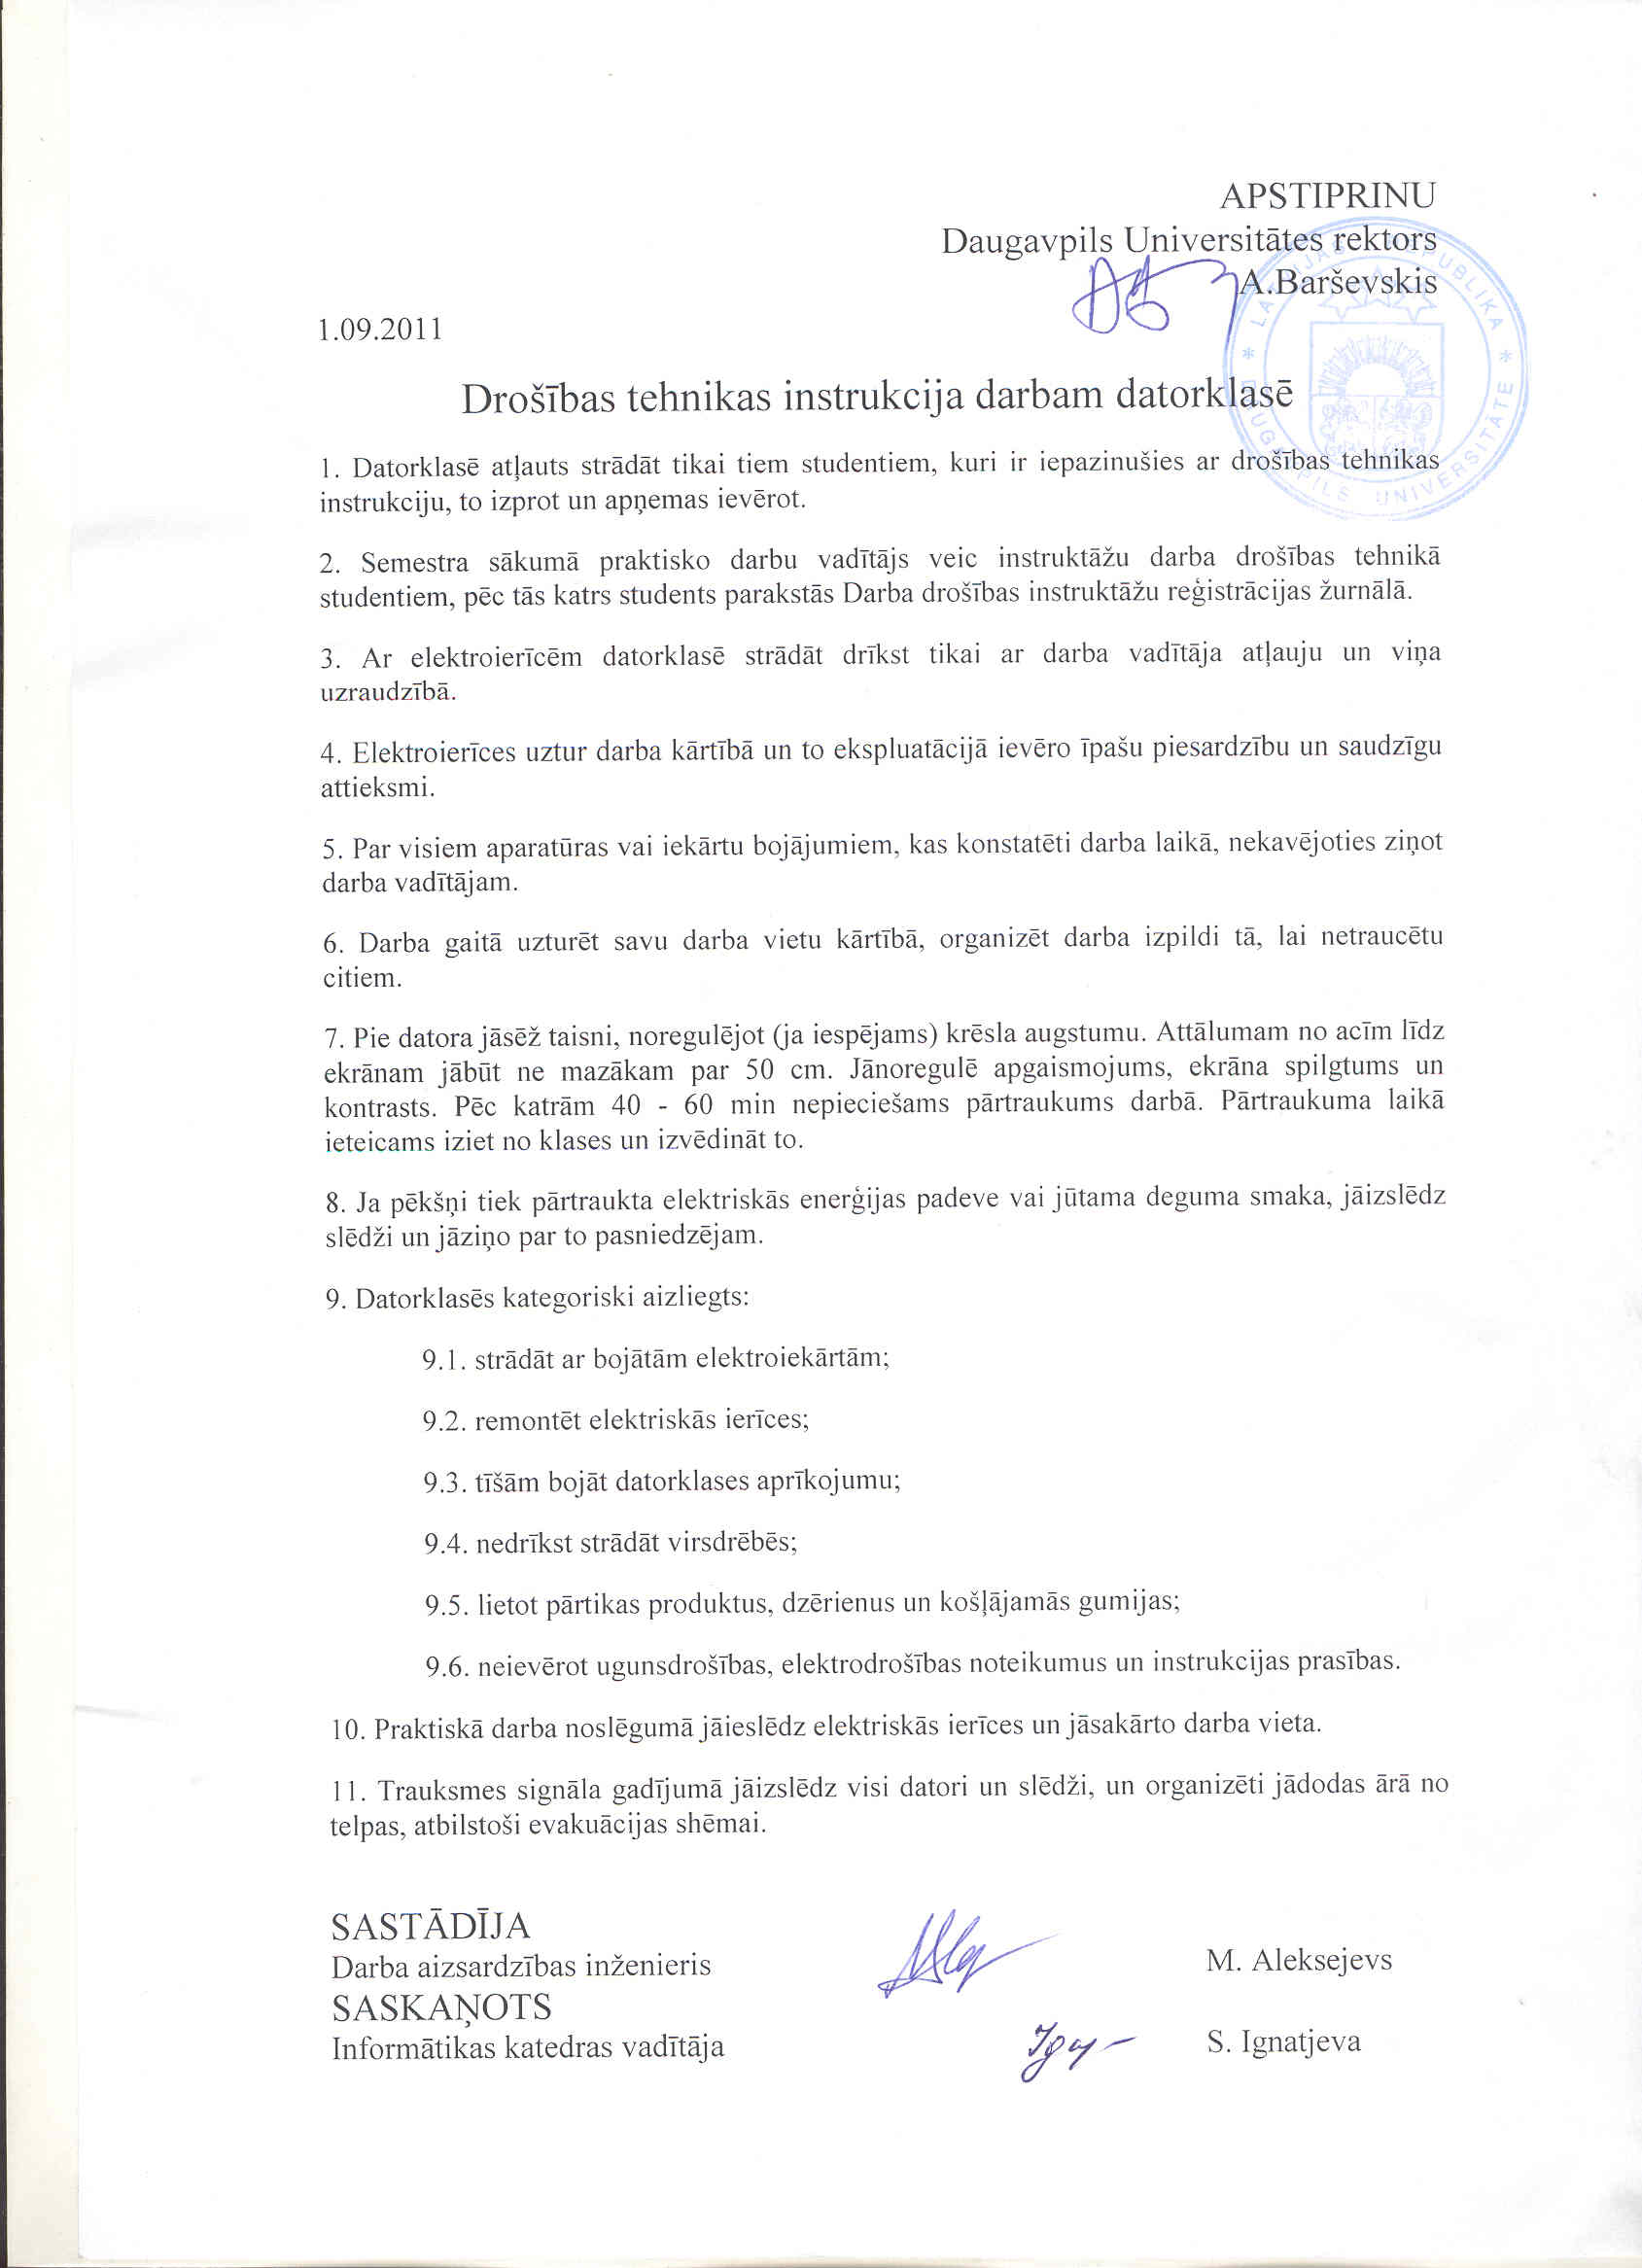 APSTIPRINU
Daugavpils Universitātes rektors
A.Barševskis
LATVIJAS REPUBLIKA * DAUGAVPILS UNIVERSITĀTE *
1.09.2011
Drošības tehnikas instrukcija darbam datorklasē
1. Datorklasē atļauts strādāt tikai tiem studentiem, kuri ir iepazinušies ar drošības tehnikas
instrukciju, to izprot un apņemas ievērot.
2. Semestra sākumā praktisko darbu vadītājs veic instruktāžu darba drošības tehnikā
studentiem, pēc tās katrs students parakstās Darba drošības instruktāžu reģistrācijas žurnālā.
3. Ar elektroierīcēm datorklasē strādāt drīkst tikai ar darba vadītāja atļauju un viņa
uzraudzībā.
4. Elektroierīces uztur darba kārtībā un to ekspluatācijā ievēro īpašu piesardzību un saudzīgu
attieksmi.
5. Par visiem aparatūras vai iekārtu bojājumiem, kas konstatēti darba laikā, nekavējoties ziņot
darba vadītājam.
6. Darba gaitā uzturēt savu darba vietu kārtībā, organizēt darba izpildi tā, lai netraucētu
citiem.
7. Pie datora jāsēž taisni, noregulējot (ja iespējams) krēsla augstumu. Attālumam no acīm līdz
ekrānam jābūt ne mazākam par 50 cm. Jānoregulē apgaismojums, ekrāna spilgtums un
kontrasts. Pēc katrām 40 - 60 min nepieciešams pārtraukums darbā. Pārtraukuma laikā
ieteicams iziet no klases un izvēdināt to.
8. Ja pēkšņi tiek pārtraukta elektriskās enerģijas padeve vai jūtama deguma smaka, jāizslēdz
slēdži un jāziņo par to pasniedzējam.
9. Datorklasēs kategoriski aizliegts:
9.1. strādāt ar bojātām elektroiekārtām;
9.2. remontēt elektriskās ierīces;
9.3. tīšām bojāt datorklases aprīkojumu;
9.4. nedrīkst strādāt virsdrēbēs;
9.5. lietot pārtikas produktus, dzērienus un košļājamās gumijas;
9.6. neievērot ugunsdrošības, elektrodrošības noteikumus un instrukcijas prasības.
10. Praktiskā darba noslēgumā jāieslēdz elektriskās ierīces un jāsakārto darba vieta.
11. Trauksmes signāla gadījumā jāizslēdz visi datori un slēdži, un organizēti jādodas ārā no
telpas, atbilstoši evakuācijas shēmai.
SASTĀDĪJA
Darba aizsardzības inženieris M. Aleksejevs
SASKAŅOTS
Informātikas katedras vadītāja S. Ignatjeva